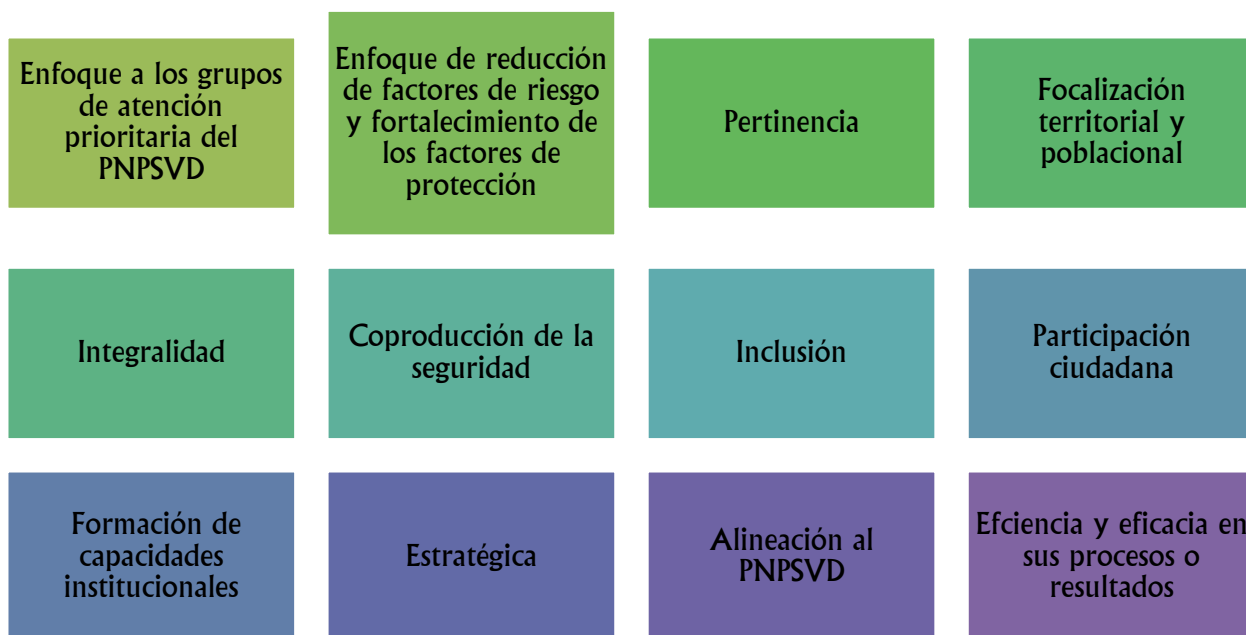 Enfoque a los grupos
de atención
prioritaria del
PNPSVD
Enfoque de reducción
de factores de riesgo
y fortalecimiento de
los factores de
protección
Pertinencia
Focalización
territorial y
poblacional
Integralidad
Coproducción de la
seguridad
Inclusión
Participación
ciudadana
Formación de
capacidades
institucionales
Estratégica
Alineación al
PNPSVD
Efciencia y eficacia en
sus procesos o
resultados